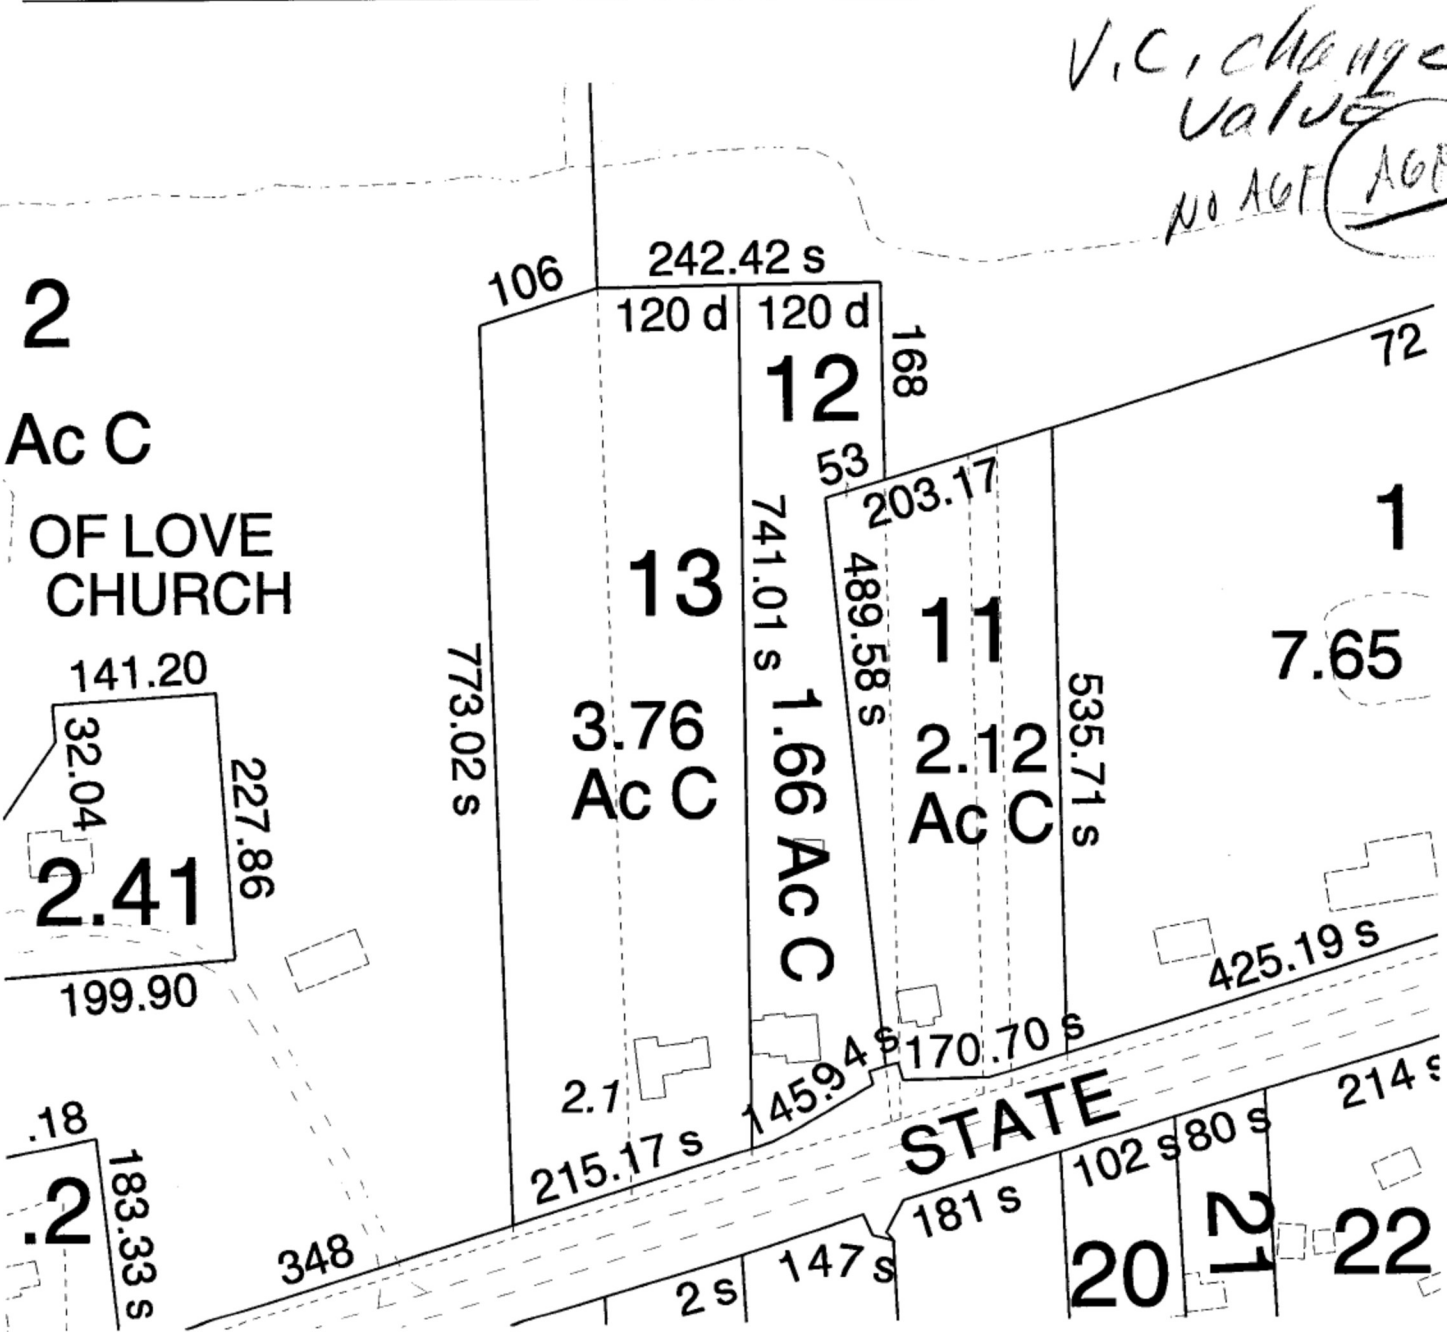 V.C. change
value
NO AGF
242.42 s
106
120 d
120 d
2
12
168
72
Ac C
53
203.17
1
OF LOVE
CHURCH
13
741.01 s
489.58 s
11
7.65
141.20
32.04
773.02 s
3.76
Ac C
1.66 Ac C
2.12
Ac C
535.71 s
227.86
2.41
199.90
425.19 s
170.70 s
145.94 s
2.1
215.17 s
STATE
214 s
.18
183.33 s
.2
102 s
80 s
181 s
348
147 s
2 s
20
21
22